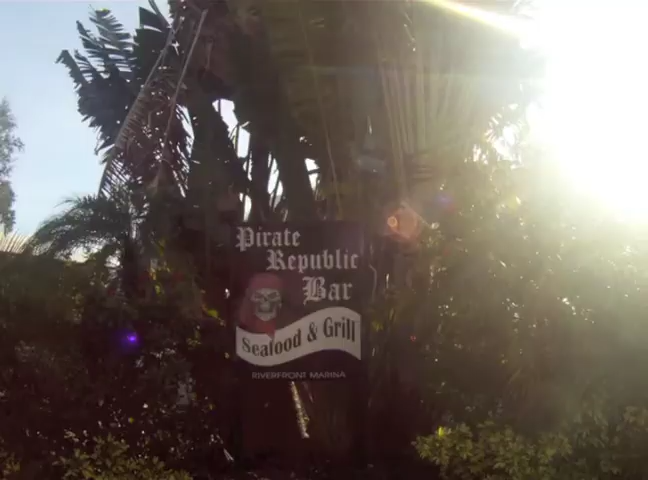 Pirate
Republic
Bar
Seafood & Grill
RIVERFRONT MARINA